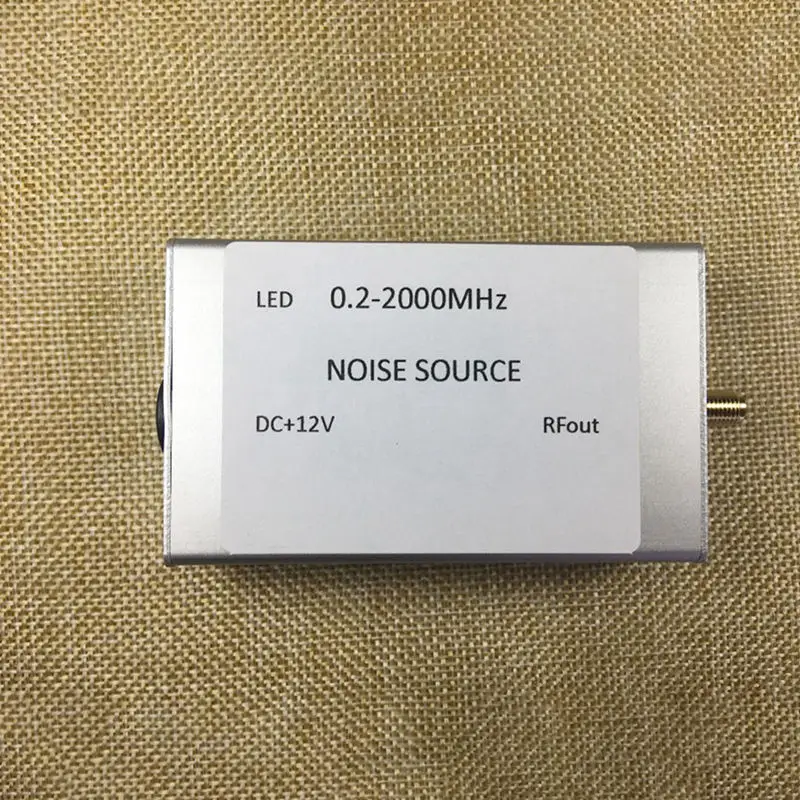 LED 0.2-2000MHz
NOISE SOURCE
DC+12V RFout